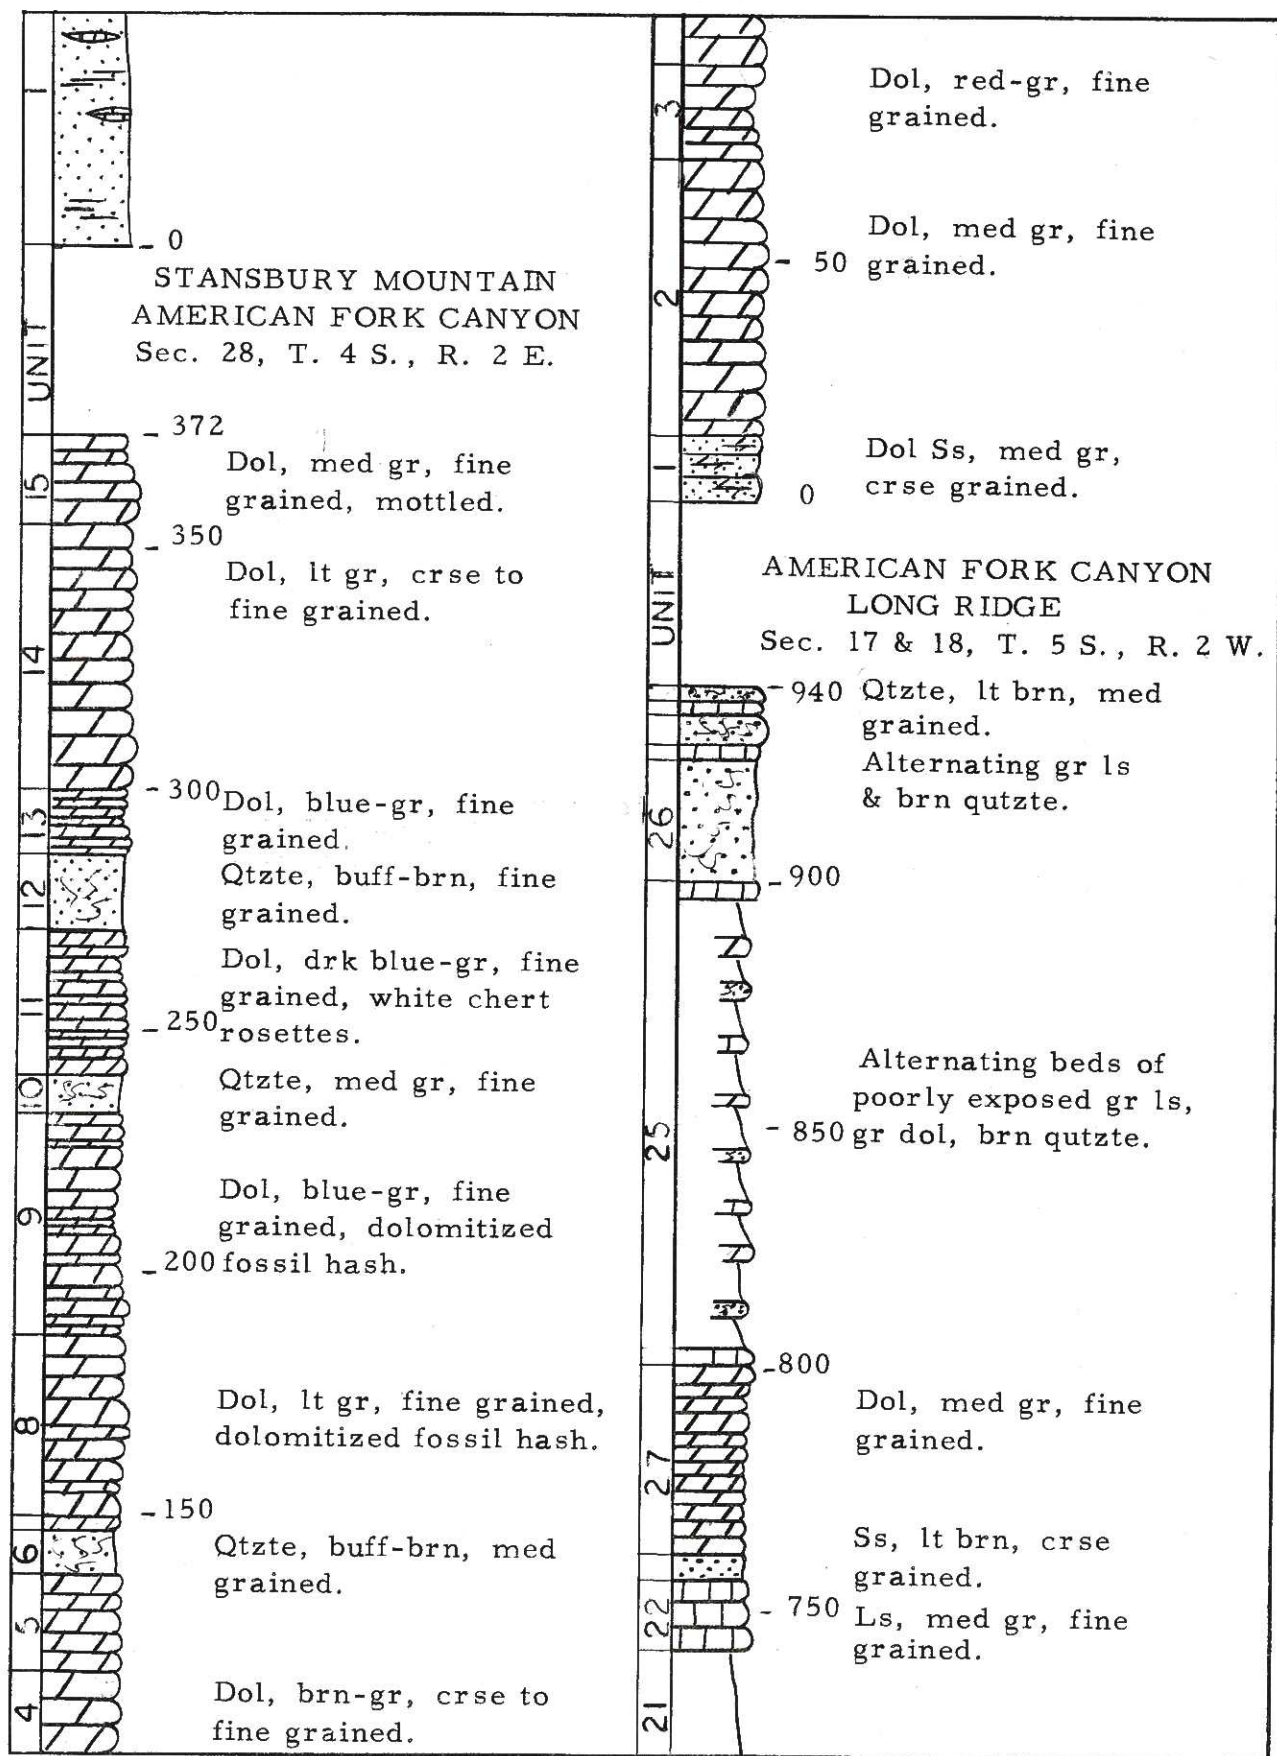 1
- 0
STANSBURY MOUNTAIN
AMERICAN FORK CANYON
Sec. 28, T. 4 S., R. 2 E.
UNIT
- 372
Dol, med gr, fine
grained, mottled.
15
- 350
Dol, lt gr, crse to
fine grained.
14
- 300
Dol, blue-gr, fine
grained.
13
Qtzte, buff-brn, fine
grained.
12
Dol, drk blue-gr, fine
grained, white chert
rosettes.
11
- 250
Qtzte, med gr, fine
grained.
10
Dol, blue-gr, fine
grained, dolomitized
fossil hash.
9
- 200
Dol, lt gr, fine grained,
dolomitized fossil hash.
8
- 150
Qtzte, buff-brn, med
grained.
6
5
Dol, brn-gr, crse to
fine grained.
4
Dol, red-gr, fine
grained.
3
Dol, med gr, fine
grained.
- 50
2
Dol Ss, med gr,
crse grained.
1
0
AMERICAN FORK CANYON
LONG RIDGE
Sec. 17 & 18, T. 5 S., R. 2 W.
UNIT
- 940
Qtzte, lt brn, med
grained.
Alternating gr ls
& brn qutzte.
26
- 900
Alternating beds of
poorly exposed gr ls,
gr dol, brn qutzte.
- 850
25
- 800
Dol, med gr, fine
grained.
27
Ss, lt brn, crse
grained.
- 750
Ls, med gr, fine
grained.
22
21